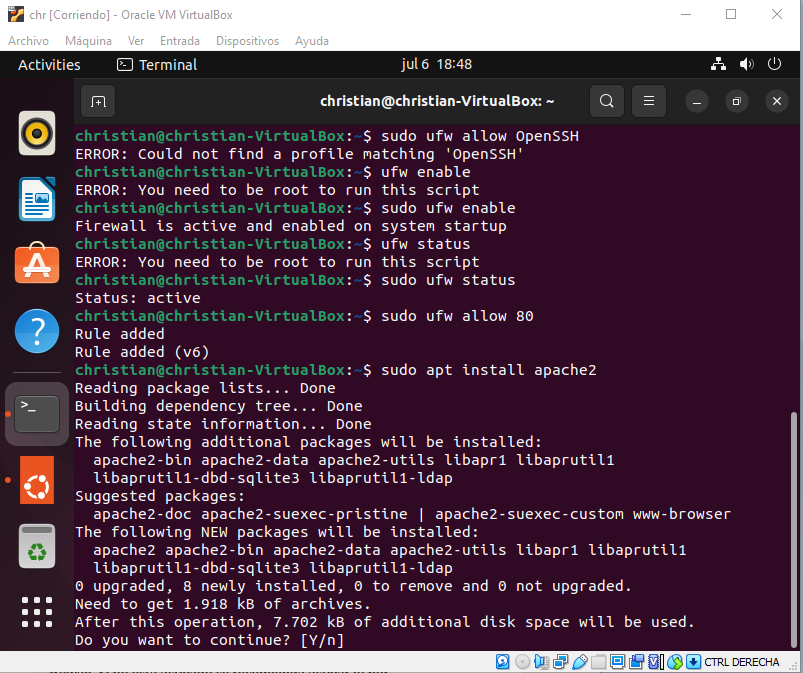 chr [Corriendo] - Oracle VM VirtualBox
Archivo Máquina Ver Entrada Dispositivos Ayuda
Activities Terminal jul 6 18:48
christian@christian-VirtualBox: ~
christian@christian-VirtualBox:~$ sudo ufw allow OpenSSH
ERROR: Could not find a profile matching 'OpenSSH'
christian@christian-VirtualBox:~$ ufw enable
ERROR: You need to be root to run this script
christian@christian-VirtualBox:~$ sudo ufw enable
Firewall is active and enabled on system startup
christian@christian-VirtualBox:~$ ufw status
ERROR: You need to be root to run this script
christian@christian-VirtualBox:~$ sudo ufw status
Status: active
christian@christian-VirtualBox:~$ sudo ufw allow 80
Rule added
Rule added (v6)
christian@christian-VirtualBox:~$ sudo apt install apache2
Reading package lists... Done
Building dependency tree... Done
Reading state information... Done
The following additional packages will be installed:
  apache2-bin apache2-data apache2-utils libapr1 libaprutil1
  libaprutil1-dbd-sqlite3 libaprutil1-ldap
Suggested packages:
  apache2-doc apache2-suexec-pristine | apache2-suexec-custom www-browser
The following NEW packages will be installed:
  apache2 apache2-bin apache2-data apache2-utils libapr1 libaprutil1
  libaprutil1-dbd-sqlite3 libaprutil1-ldap
0 upgraded, 8 newly installed, 0 to remove and 0 not upgraded.
Need to get 1.918 kB of archives.
After this operation, 7.702 kB of additional disk space will be used.
Do you want to continue? [Y/n]
CTRL DERECHA